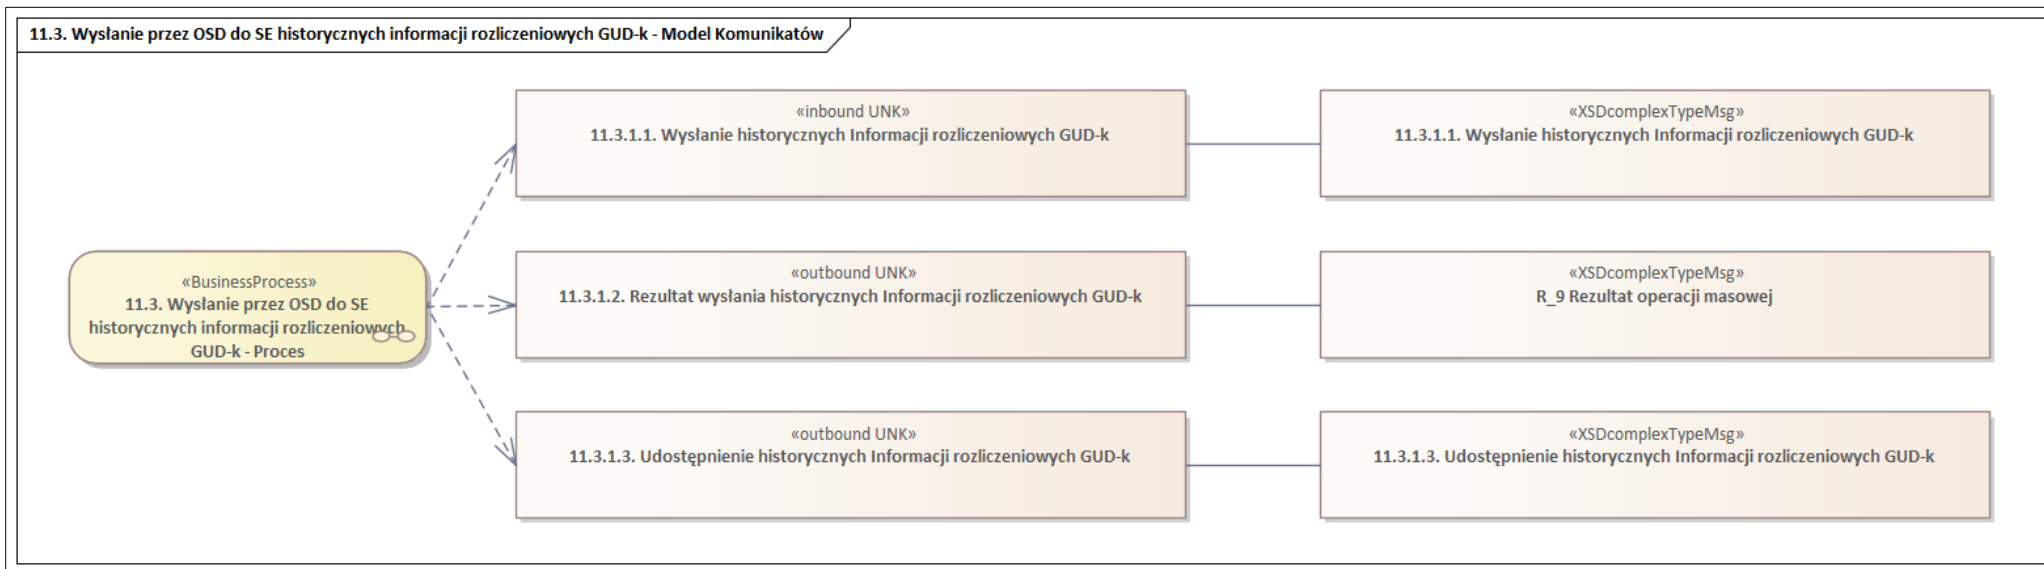 11.3. Wysłanie przez OSD do SE historycznych informacji rozliczeniowych GUD-k - Model Komunikatów
«inbound UNK»
11.3.1.1. Wysłanie historycznych Informacji rozliczeniowych GUD-k
«XSDcomplexTypeMsg»
11.3.1.1. Wysłanie historycznych Informacji rozliczeniowych GUD-k
«BusinessProcess»
11.3. Wysłanie przez OSD do SE
historycznych informacji rozliczeniowych
GUD-k - Proces
«outbound UNK»
11.3.1.2. Rezultat wysłania historycznych Informacji rozliczeniowych GUD-k
«XSDcomplexTypeMsg»
R_9 Rezultat operacji masowej
«outbound UNK»
11.3.1.3. Udostępnienie historycznych Informacji rozliczeniowych GUD-k
«XSDcomplexTypeMsg»
11.3.1.3. Udostępnienie historycznych Informacji rozliczeniowych GUD-k